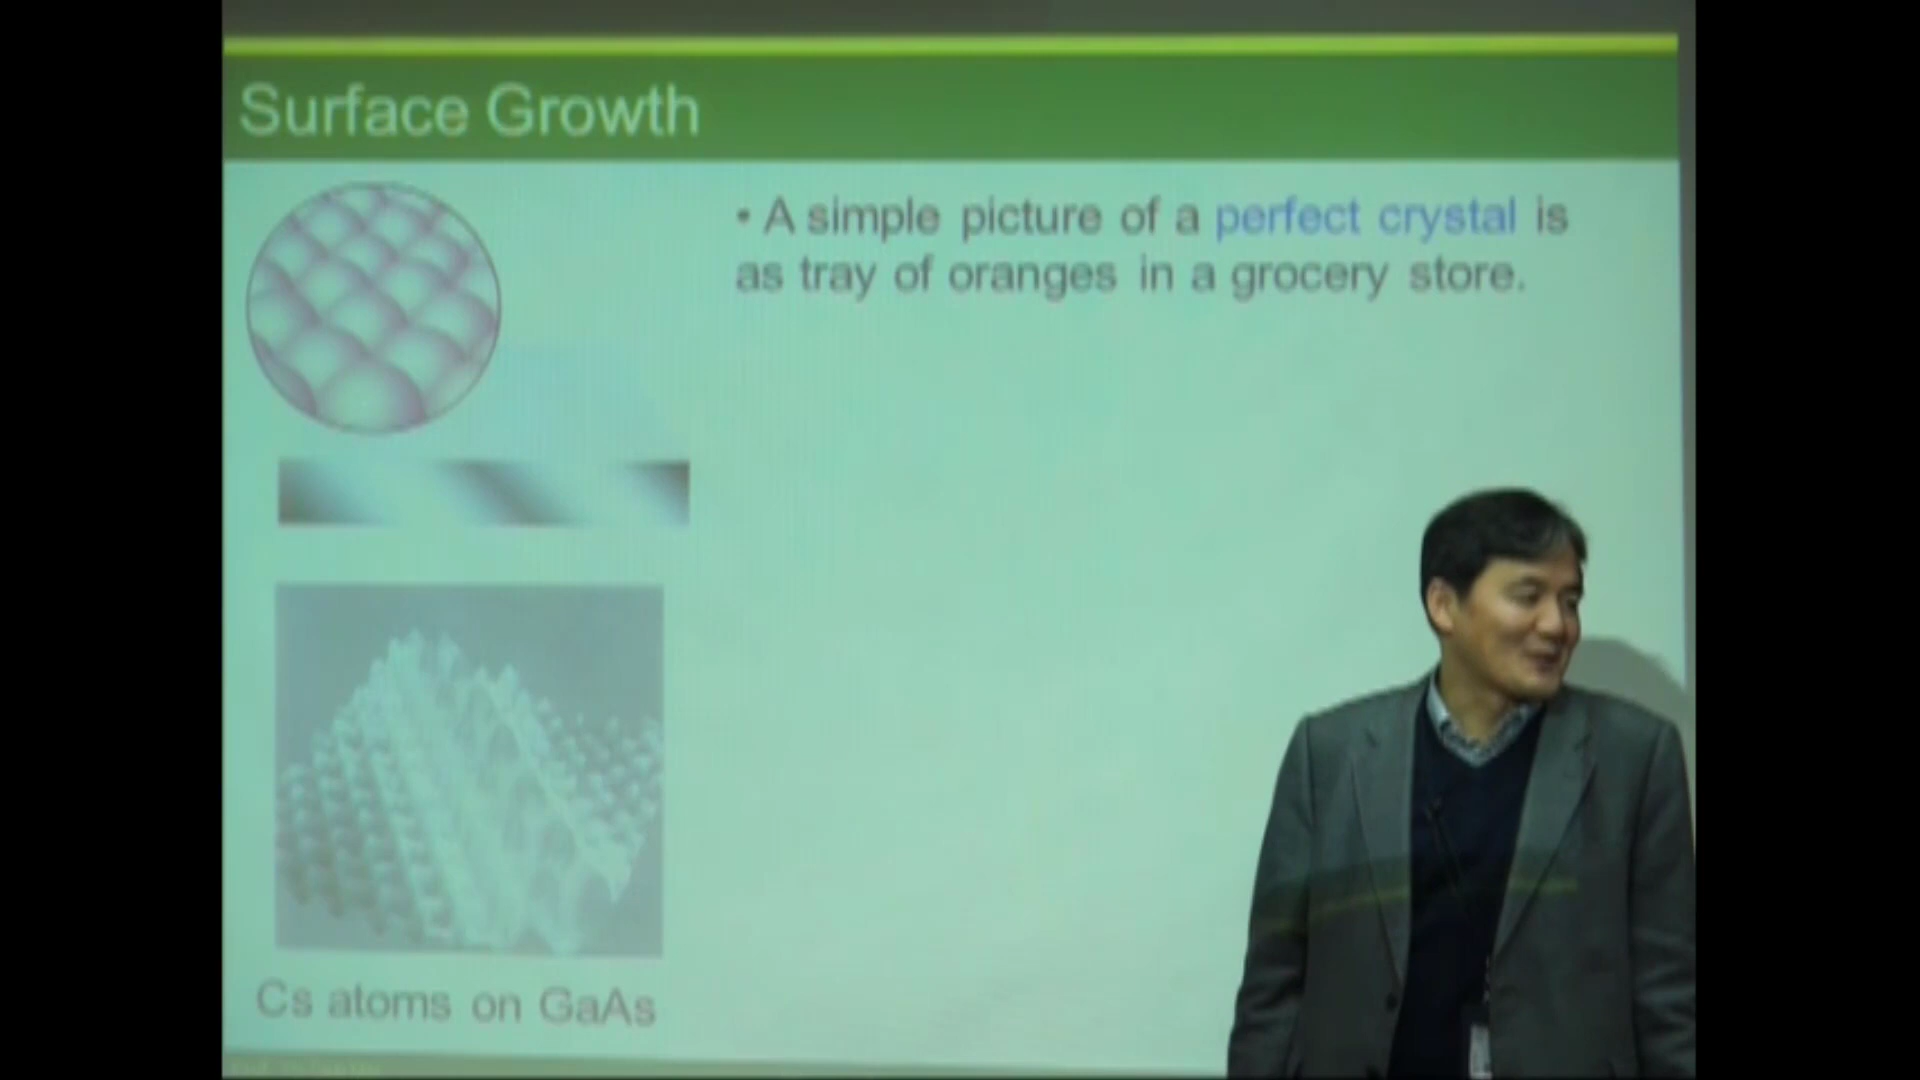 Surface Growth
• A simple picture of a perfect crystal is
as tray of oranges in a grocery store.
Cs atoms on GaAs